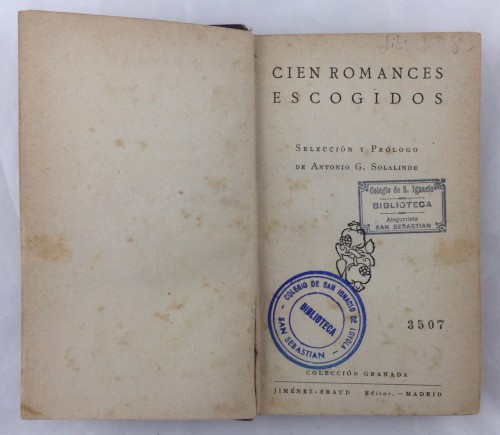 CIEN ROMANCES
ESCOGIDOS
SELECCIÓN Y PRÓLOGO
DE ANTONIO G. SOLALINDE
Colegio de S. Ignacio
BIBLIOTECA
Ategorrieta
SAN SEBASTIAN
COLEGIO DE SAN IGNACIO DE LOYOLA
BIBLIOTECA
SAN SEBASTIAN
3507
COLECCIÓN GRANADA
JIMÉNEZ-FRAUD Editor.—MADRID